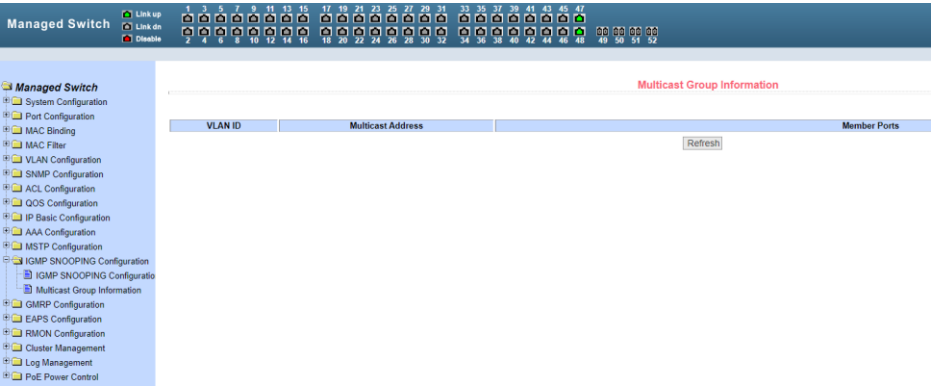 Managed Switch
Link up
Link dn
Disable
1 3 5 7 9 11 13 15 17 19 21 23 25 27 29 31 33 35 37 39 41 43 45 47
2 4 6 8 10 12 14 16 18 20 22 24 26 28 30 32 34 36 38 40 42 44 46 48 49 50 51 52
Managed Switch
System Configuration
Port Configuration
MAC Binding
MAC Filter
VLAN Configuration
SNMP Configuration
ACL Configuration
QOS Configuration
IP Basic Configuration
AAA Configuration
MSTP Configuration
IGMP SNOOPING Configuration
IGMP SNOOPING Configuratio
Multicast Group Information
GMRP Configuration
EAPS Configuration
RMON Configuration
Cluster Management
Log Management
PoE Power Control
Multicast Group Information
VLAN ID Multicast Address Member Ports
Refresh